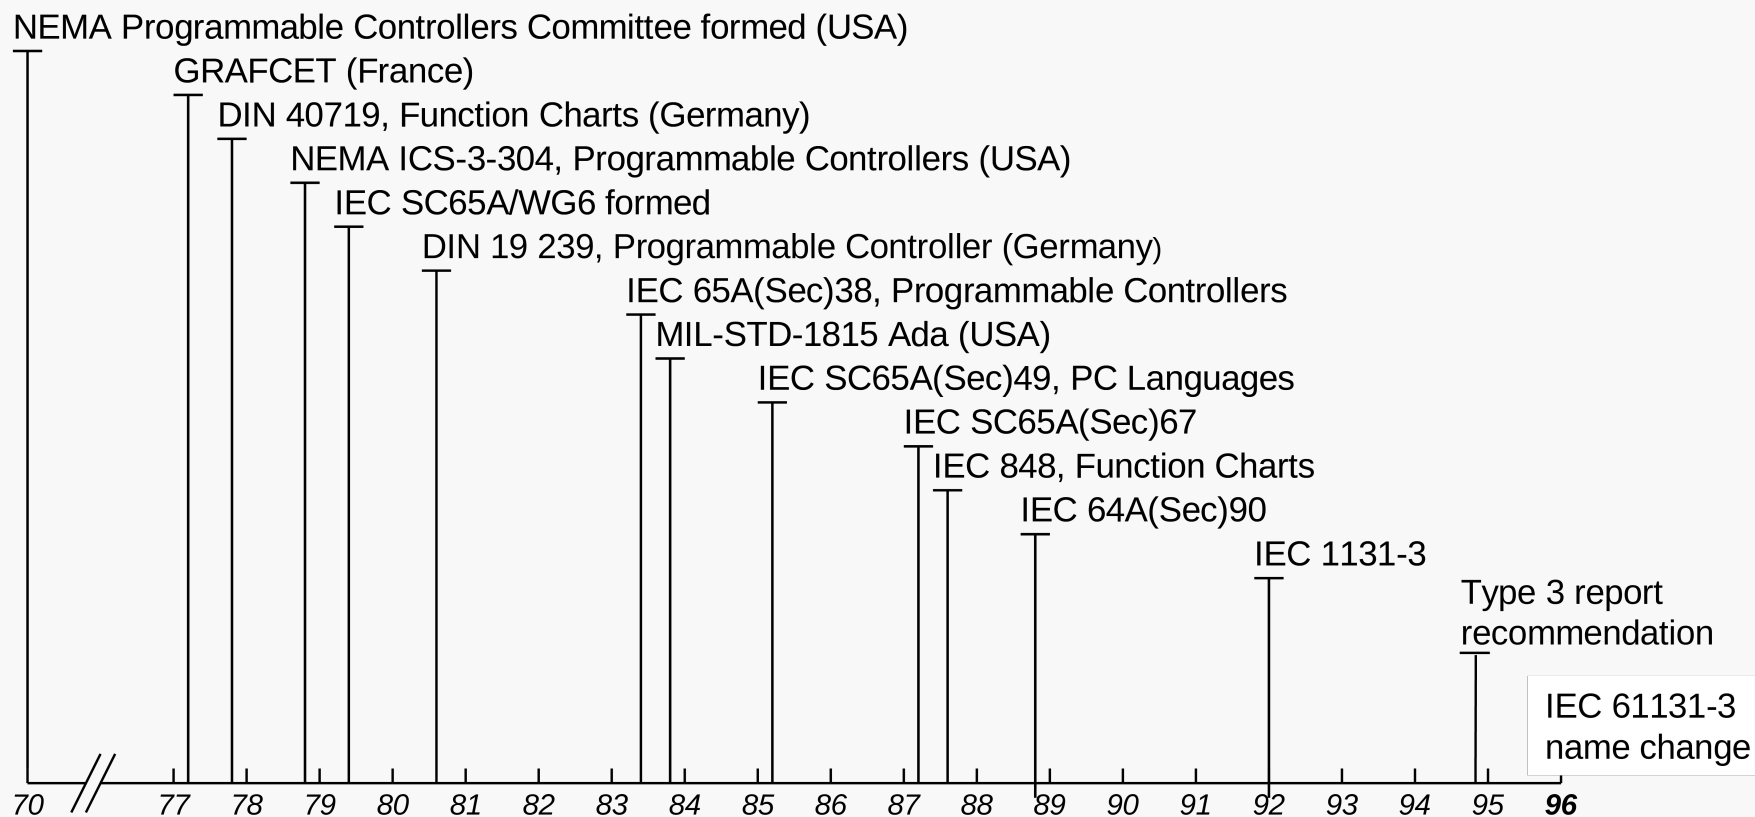 NEMA Programmable Controllers Committee formed (USA)
GRAFCET (France)
DIN 40719, Function Charts (Germany)
NEMA ICS-3-304, Programmable Controllers (USA)
IEC SC65A/WG6 formed
DIN 19 239, Programmable Controller (Germany)
IEC 65A(Sec)38, Programmable Controllers
MIL-STD-1815 Ada (USA)
IEC SC65A(Sec)49, PC Languages
IEC SC65A(Sec)67
IEC 848, Function Charts
IEC 64A(Sec)90
IEC 1131-3
Type 3 report
recommendation
IEC 61131-3
name change
70 77 78 79 80 81 82 83 84 85 86 87 88 89 90 91 92 93 94 95 96